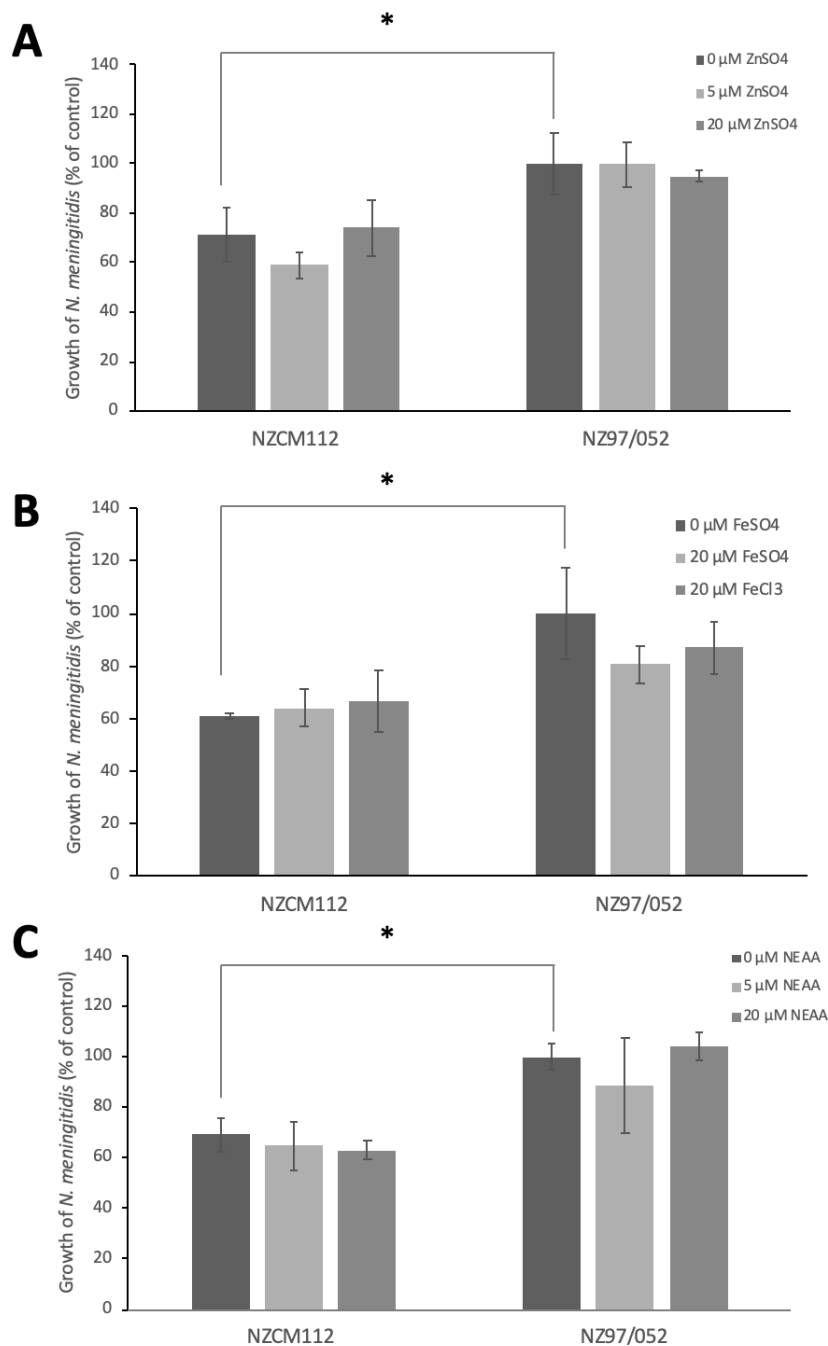 A
*
140
120
100
80
60
40
20
0
Growth of N. meningitidis (% of control)
0 µM ZnSO4
5 µM ZnSO4
20 µM ZnSO4
NZCM112
NZ97/052
B
*
140
120
100
80
60
40
20
0
Growth of N. meningitidis (% of control)
0 µM FeSO4
20 µM FeSO4
20 µM FeCl3
NZCM112
NZ97/052
C
*
140
120
100
80
60
40
20
0
Growth of N. meningitidis (% of control)
0 µM NEAA
5 µM NEAA
20 µM NEAA
NZCM112
NZ97/052